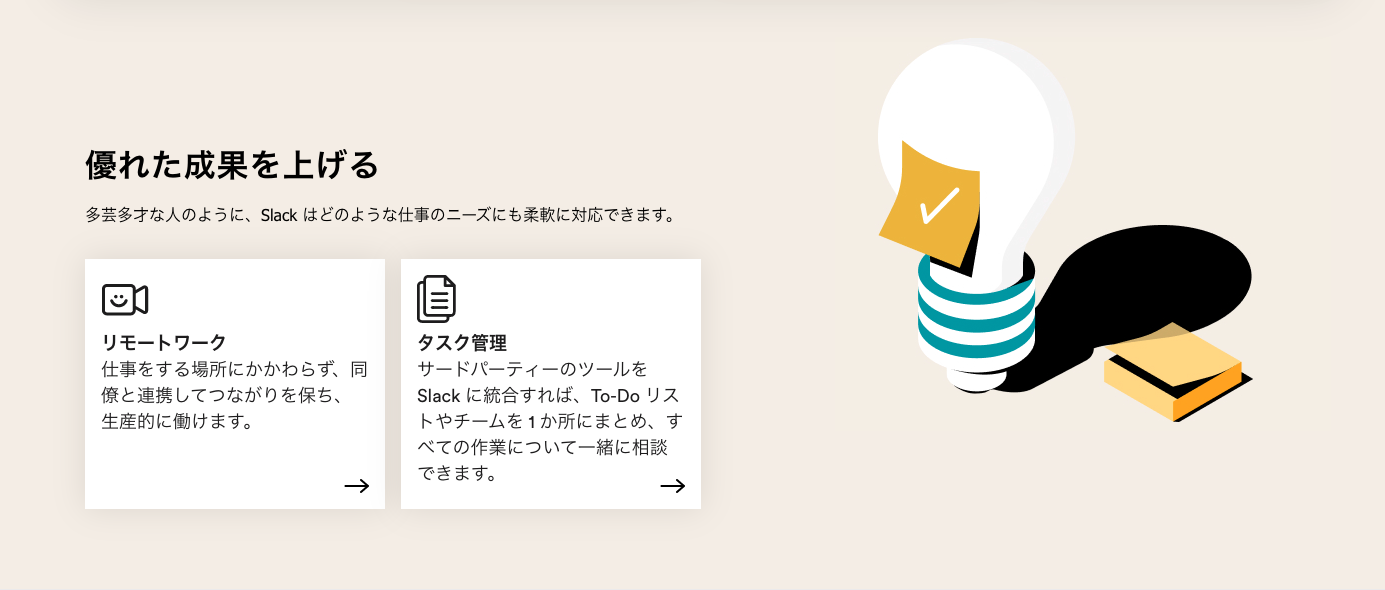 優れた成果を上げる
多芸多才な人のように、Slack はどのような仕事のニーズにも柔軟に対応できます。
リモートワーク
仕事をする場所にかかわらず、同
僚と連携してつながりを保ち、
生産的に働けます。
タスク管理
サードパーティーのツールを
Slack に統合すれば、To-Do リス
トやチームを 1 か所にまとめ、す
べての作業について一緒に相談
できます。